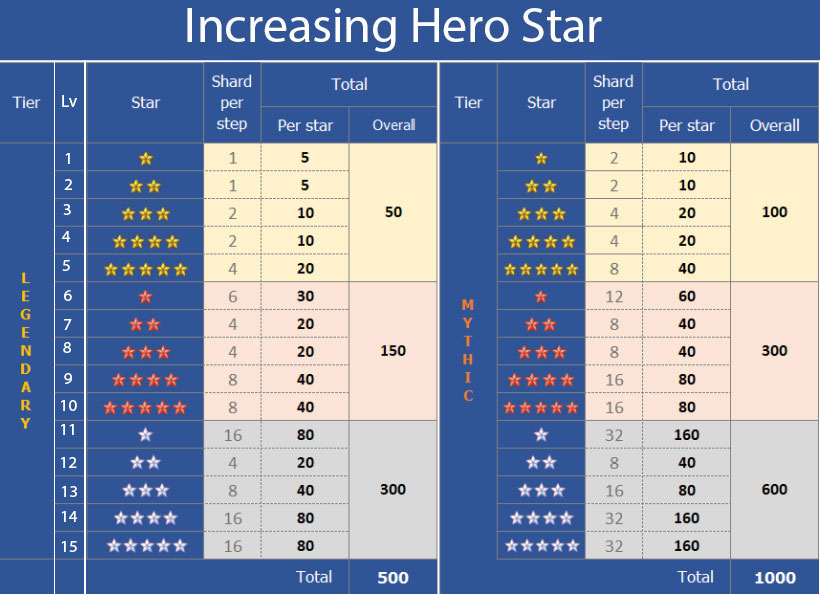 Increasing Hero Star
Tier Lv Star Shard per step Total Tier Star Shard per step Total
Per star Overall Per star Overall
LEGENDARY MYTHIC
1 1 5 2 10
2 1 5 2 10
3 2 10 50 4 20 100
4 2 10 4 20
5 4 20 8 40
6 6 30 12 60
7 4 20 8 40
8 4 20 150 8 40 300
9 8 40 16 80
10 8 40 16 80
11 16 80 32 160
12 4 20 8 40
13 8 40 300 16 80 600
14 16 80 32 160
15 16 80 32 160
Total 500 Total 1000